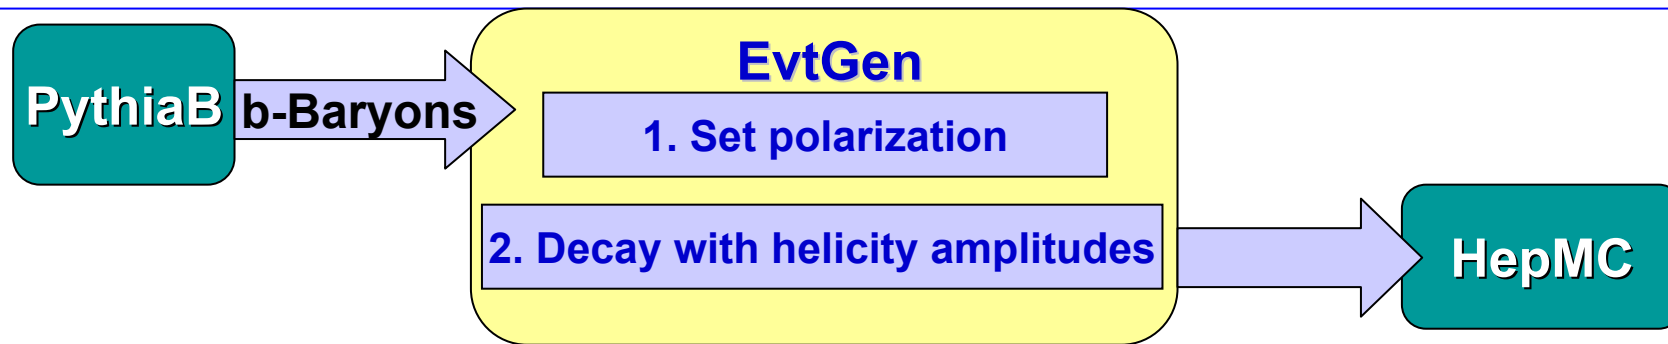 EvtGen
PythiaB
b-Baryons
1. Set polarization
2. Decay with helicity amplitudes
HepMC